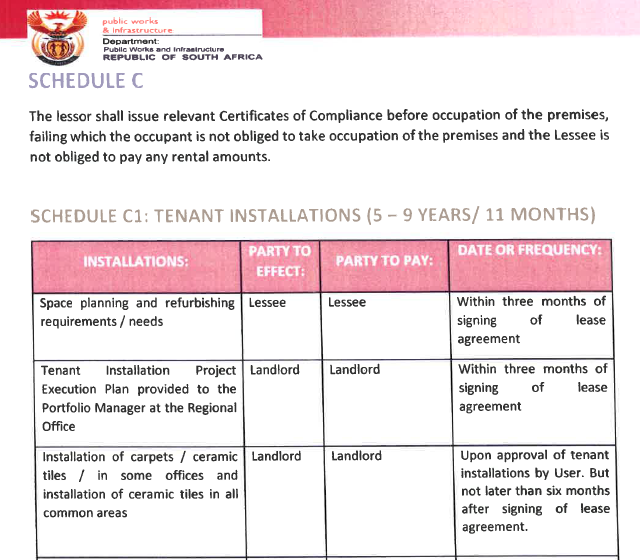 public works
& infrastructure
Department:
Public Works and Infrastructure
REPUBLIC OF SOUTH AFRICA
SCHEDULE C
The lessor shall issue relevant Certificates of Compliance before occupation of the premises,
failing which the occupant is not obliged to take occupation of the premises and the Lessee is
not obliged to pay any rental amounts.
SCHEDULE C1: TENANT INSTALLATIONS (5 – 9 YEARS/ 11 MONTHS)
INSTALLATIONS: PARTY TO EFFECT: PARTY TO PAY: DATE OR FREQUENCY:
Space planning and refurbishing Lessee Lessee Within three months of
requirements / needs signing of lease
agreement
Tenant Installation Project Landlord Landlord Within three months of
Execution Plan provided to the signing of lease
Portfolio Manager at the Regional agreement
Office
Installation of carpets / ceramic Landlord Landlord Upon approval of tenant
tiles / in some offices and installations by User. But
installation of ceramic tiles in all not later than six months
common areas after signing of lease
agreement.